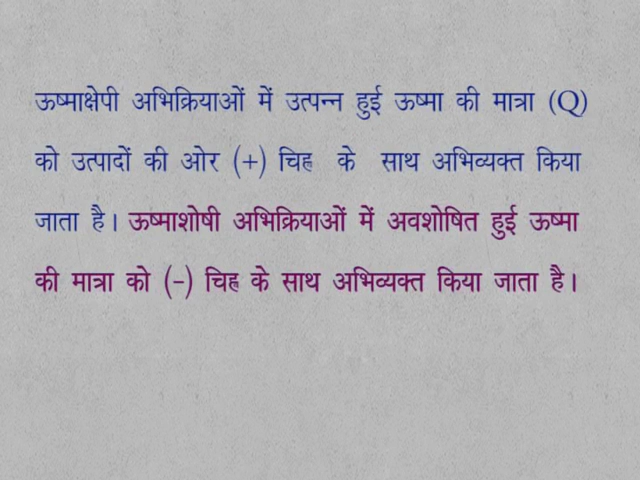 ऊष्माक्षेपी अभिक्रियाओं में उत्पन्न हुई ऊष्मा की मात्रा (Q)
को उत्पादों की ओर (+) चिह्न के साथ अभिव्यक्त किया
जाता है। ऊष्माशोषी अभिक्रियाओं में अवशोषित हुई ऊष्मा
की मात्रा को (-) चिह्न के साथ अभिव्यक्त किया जाता है।